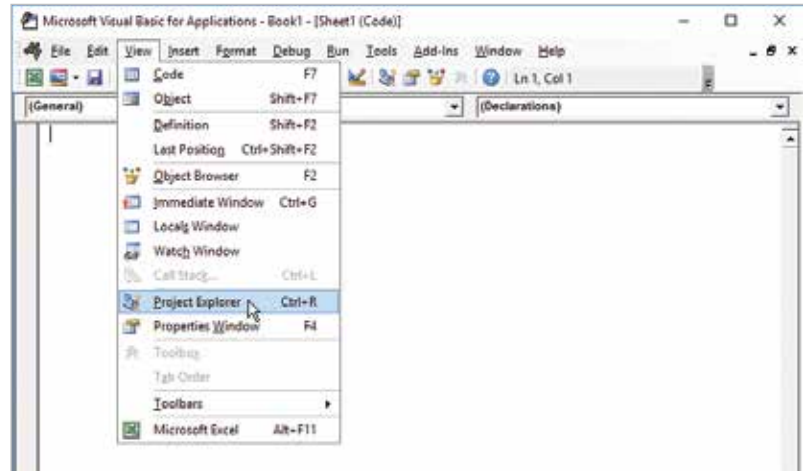 Microsoft Visual Basic for Applications - Book1 - [Sheet1 (Code)]
File Edit View Insert Format Debug Run Tools Add-Ins Window Help
Ln 1, Col 1
(General) (Declarations)
Code F7
Object Shift+F7
Definition Shift+F2
Last Position Ctrl+Shift+F2
Object Browser F2
Immediate Window Ctrl+G
Locals Window
Watch Window
Call Stack... Ctrl+L
Project Explorer Ctrl+R
Properties Window F4
Toolbox
Tab Order
Toolbars
Microsoft Excel Alt+F11